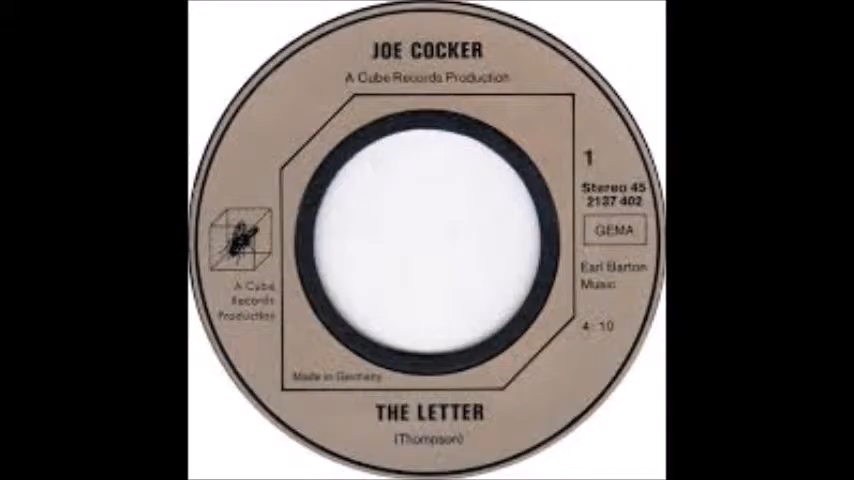 JOE COCKER
A Cube Records Production
1
Stereo 45
2137 402
GEMA
Earl Barton
Music
A Cube
Records
Production
4:10
Made in Germany
THE LETTER
(Thompson)